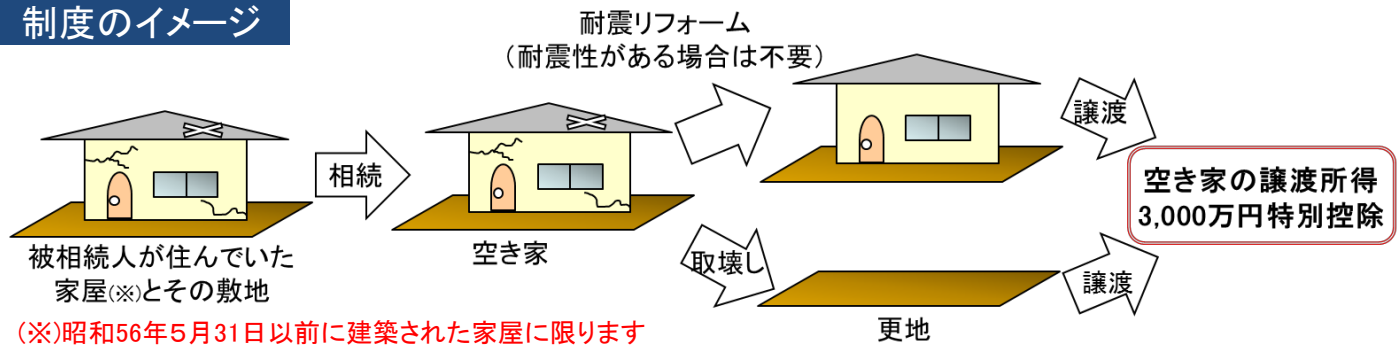 制度のイメージ
耐震リフォーム
（耐震性がある場合は不要）
相続
譲渡
空き家の譲渡所得
3,000万円特別控除
被相続人が住んでいた
家屋(※)とその敷地
空き家
取壊し
譲渡
更地
(※)昭和56年５月31日以前に建築された家屋に限ります